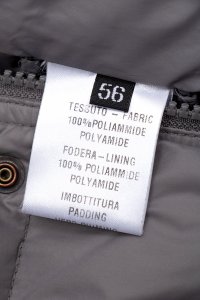 56
TESSUTO - FABRIC
100%POLIAMMIDE
POLYAMIDE
FODERA-LINING
100% POLIAMMIDE
POLYAMIDE
IMBOTTITURA
PADDING